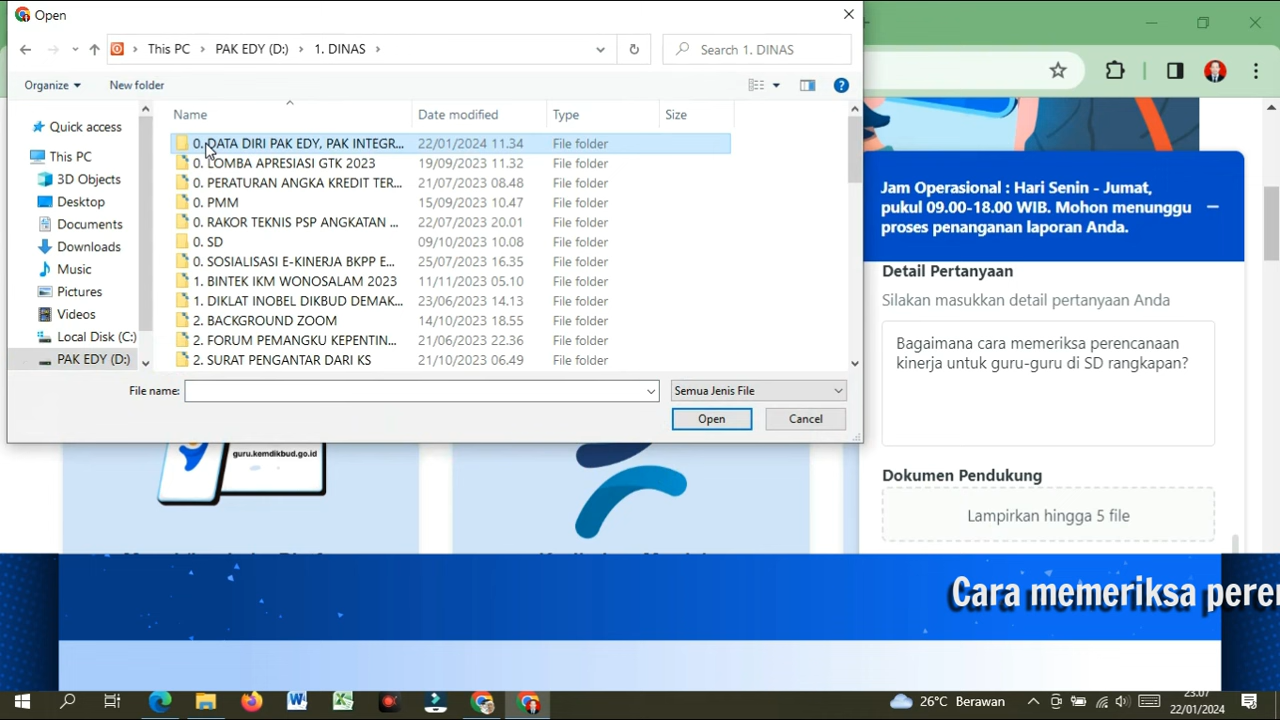 Open
This PC
PAK EDY (D:)
1. DINAS
Search 1. DINAS
Organize
New folder
Name
Date modified
Type
Size
Quick access
This PC
3D Objects
Desktop
Documents
Downloads
Music
Pictures
Videos
Local Disk (C:)
PAK EDY (D:)
0. DATA DIRI PAK EDY, PAK INTEGR... 22/01/2024 11.34 File folder
0. LOMBA APRESIASI GTK 2023 19/09/2023 11.32 File folder
0. PERATURAN ANGKA KREDIT TER... 21/07/2023 08.48 File folder
0. PMM 15/09/2023 10.47 File folder
0. RAKOR TEKNIS PSP ANGKATAN ... 22/07/2023 20.01 File folder
0. SD 09/10/2023 10.08 File folder
0. SOSIALISASI E-KINERJA BKPP E... 25/07/2023 16.35 File folder
1. BINTEK IKM WONOSALAM 2023 11/11/2023 05.10 File folder
1. DIKLAT INOBEL DIKBUD DEMAK... 23/06/2023 14.13 File folder
2. BACKGROUND ZOOM 14/10/2023 18.55 File folder
2. FORUM PEMANGKU KEPENTIN... 21/06/2023 22.36 File folder
2. SURAT PENGANTAR DARI KS 21/10/2023 06.49 File folder
File name:
Semua Jenis File
Open
Cancel
guru.kemdikbud.go.id
Jam Operasional : Hari Senin - Jumat,
pukul 09.00-18.00 WIB. Mohon menunggu
proses penanganan laporan Anda.
Detail Pertanyaan
Silakan masukkan detail pertanyaan Anda
Bagaimana cara memeriksa perencanaan
kinerja untuk guru-guru di SD rangkapan?
Dokumen Pendukung
Lampirkan hingga 5 file
Cara memeriksa peren
26°C Berawan
23.07
22/01/2024